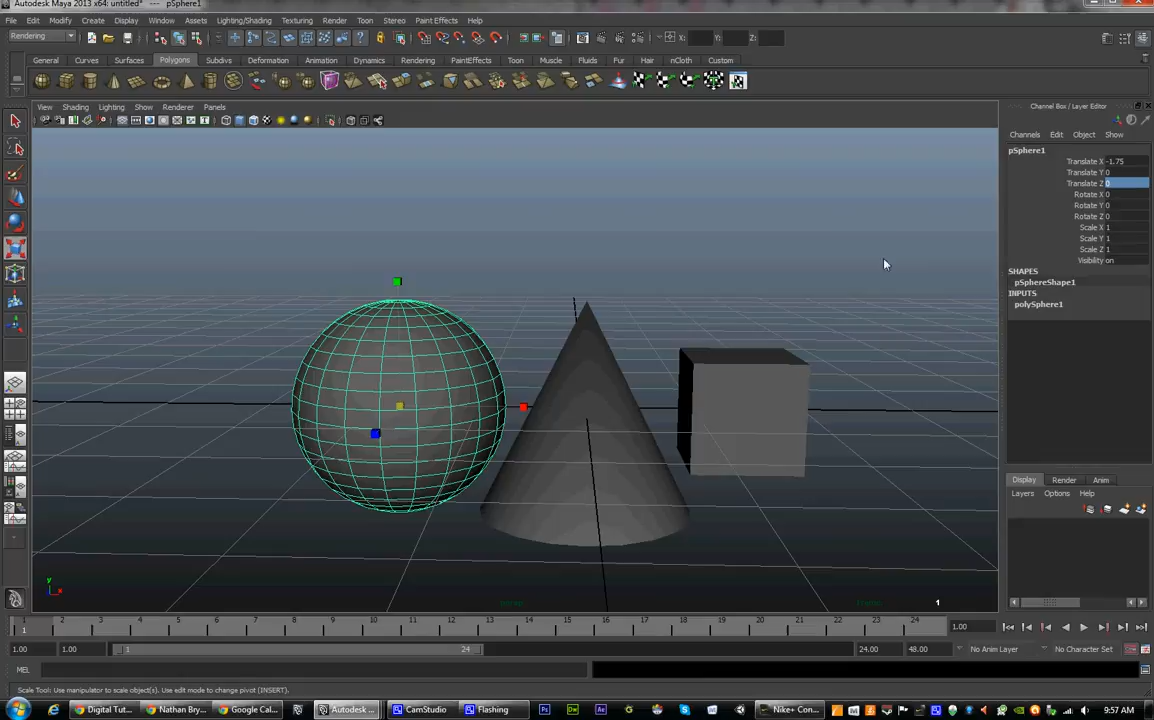 Autodesk Maya 2013 x64: untitled* --- pSphere1
File Edit Modify Create Display Window Assets Lighting/Shading Texturing Render Toon Stereo Paint Effects Help
Rendering X: Y: Z:
General Curves Surfaces Polygons Subdivs Deformation Animation Dynamics Rendering PaintEffects Toon Muscle Fluids Fur Hair nCloth Custom
View Shading Lighting Show Renderer Panels
Channel Box / Layer Editor
Channels Edit Object Show
pSphere1
Translate X -1.75
Translate Y 0
Translate Z 0
Rotate X 0
Rotate Y 0
Rotate Z 0
Scale X 1
Scale Y 1
Scale Z 1
Visibility on
SHAPES
pSphereShape1
INPUTS
polySphere1
Display Render Anim
Layers Options Help
y
x
persp
1
1 2 3 4 5 6 7 8 9 10 11 12 13 14 15 16 17 18 19 20 21 22 23 24
1
1.00
1.00 1.00 1 24 24.00 48.00 No Anim Layer No Character Set
MEL
Scale Tool: Use manipulator to scale object(s). Use edit mode to change pivot (INSERT).
Digital Tut... Nathan Bry... Google Cal... Autodesk ... CamStudio Flashing Nike+ Con... 9:57 AM